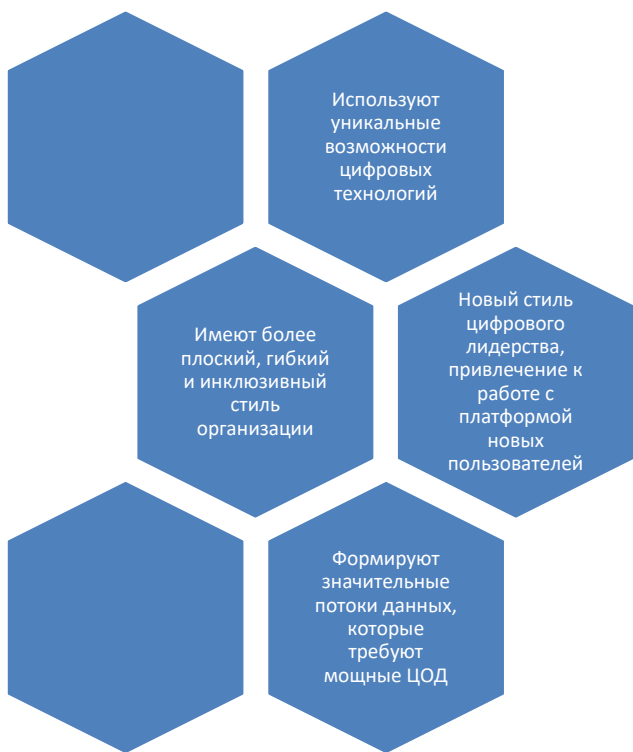 Используют
уникальные
возможности
цифровых
технологий
Имеют более
плоский, гибкий
и инклюзивный
стиль
организации
Новый стиль
цифрового
лидерства,
привлечение к
работе с
платформой
новых
пользователей
Формируют
значительные
потоки данных,
которые
требуют
мощные ЦОД